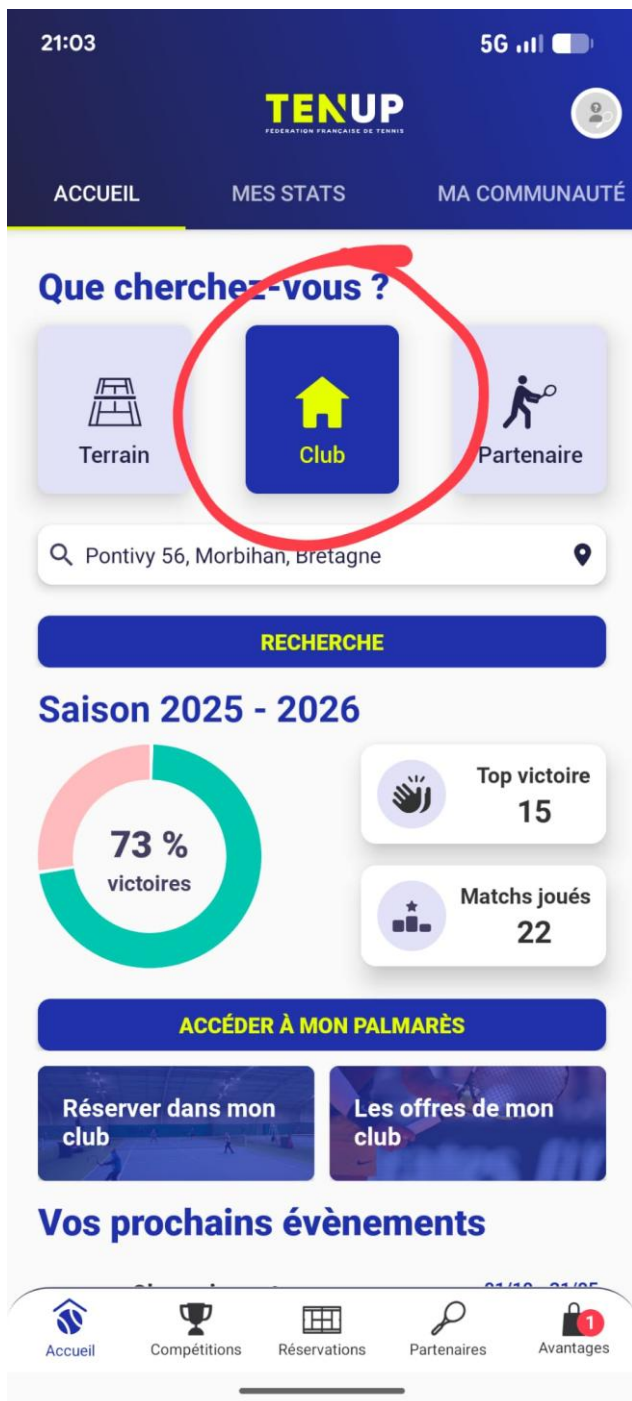 21:03
5G
TENUP
FÉDÉRATION FRANÇAISE DE TENNIS
ACCUEIL
MES STATS
MA COMMUNAUTÉ
Que cherchez-vous ?
Terrain
Club
Partenaire
Pontivy 56, Morbihan, Bretagne
RECHERCHE
Saison 2025 - 2026
73 %
victoires
Top victoire
15
Matchs joués
22
ACCÉDER À MON PALMARÈS
Réserver dans mon
club
Les offres de mon
club
Vos prochains évènements
Accueil
Compétitions
Réservations
Partenaires
1
Avantages